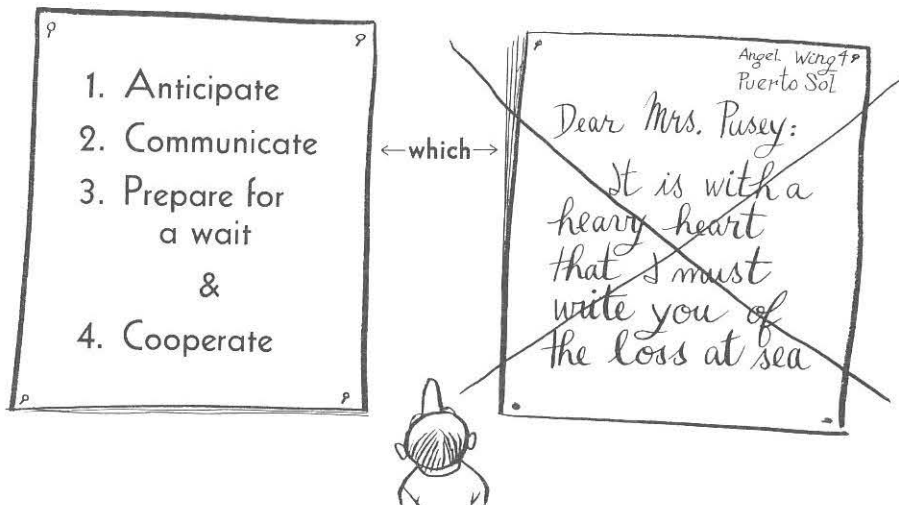 1. Anticipate
2. Communicate
3. Prepare for
a wait
&
4. Cooperate
←which→
Angel Wing 4
Puerto Sol
Dear Mrs. Pusey:
It is with a
heavy heart
that I must
write you of
the loss at sea